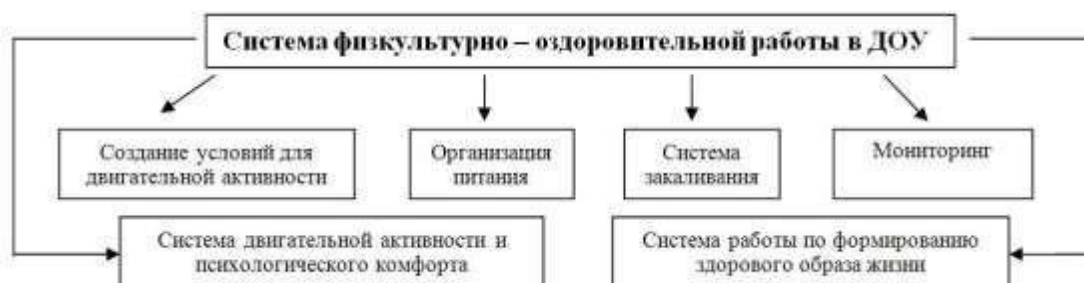 Система физкультурно – оздоровительной работы в ДОУ
Создание условий для
двигательной активности
Организация
питания
Система
закаливания
Мониторинг
Система двигательной активности и
психологического комфорта
Система работы по формированию
здорового образа жизни